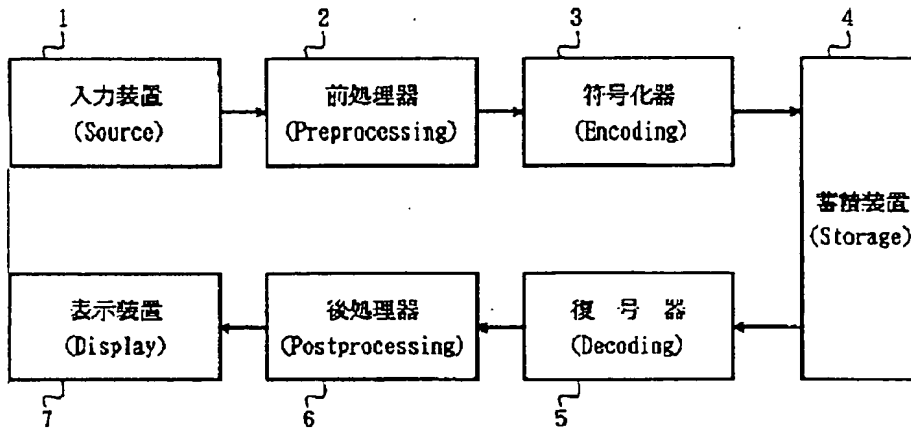 1
2
3
4
入力装置
(Source)
前処理器
(Preprocessing)
符号化器
(Encoding)
蓄積装置
(Storage)
表示装置
(Display)
後処理器
(Postprocessing)
復号器
(Decoding)
7
6
5